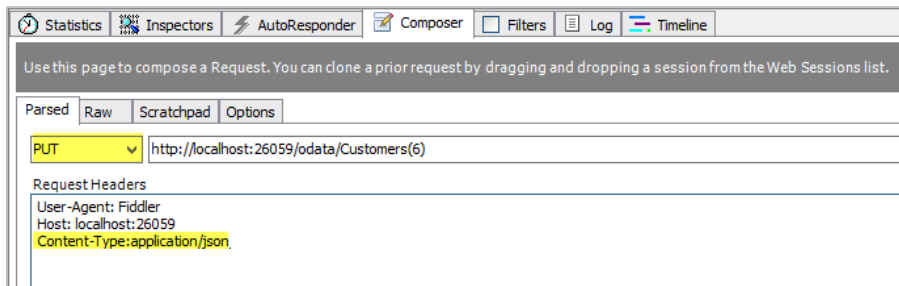 Statistics Inspectors AutoResponder Composer Filters Log Timeline
Use this page to compose a Request. You can clone a prior request by dragging and dropping a session from the Web Sessions list.
Parsed Raw Scratchpad Options
PUT http://localhost:26059/odata/Customers(6)
Request Headers
User-Agent: Fiddler
Host: localhost:26059
Content-Type:application/json